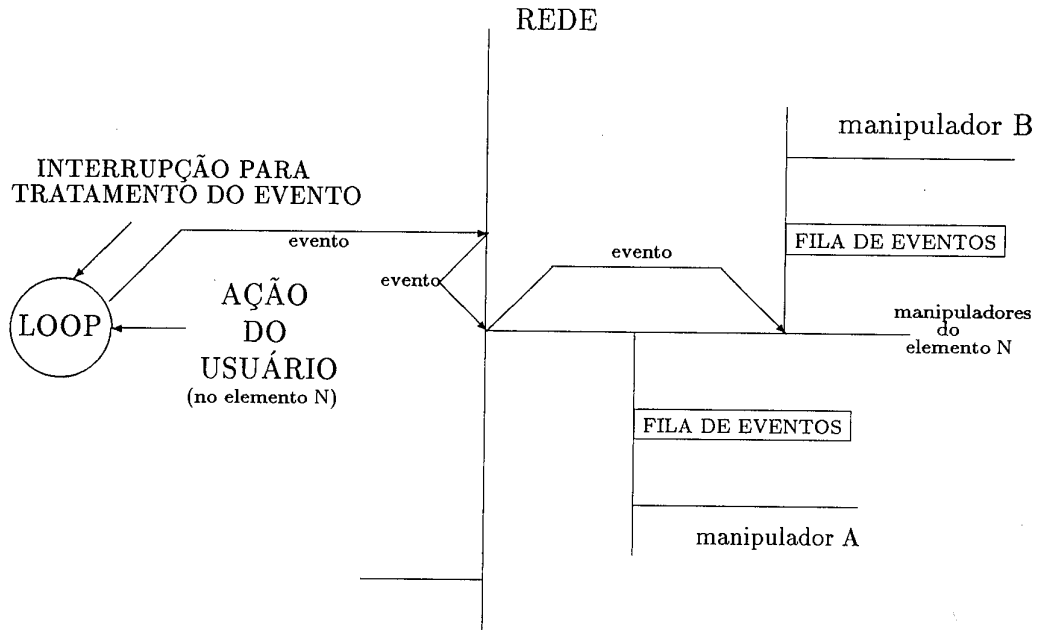 REDE
manipulador B
INTERRUPÇÃO PARA
TRATAMENTO DO EVENTO
evento
FILA DE EVENTOS
evento
evento
AÇÃO
DO
USUÁRIO
(no elemento N)
LOOP
manipuladores
do
elemento N
FILA DE EVENTOS
manipulador A